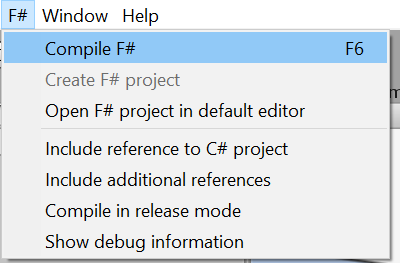 F# Window Help
Compile F# F6
Create F# project
Open F# project in default editor
Include reference to C# project
Include additional references
Compile in release mode
Show debug information